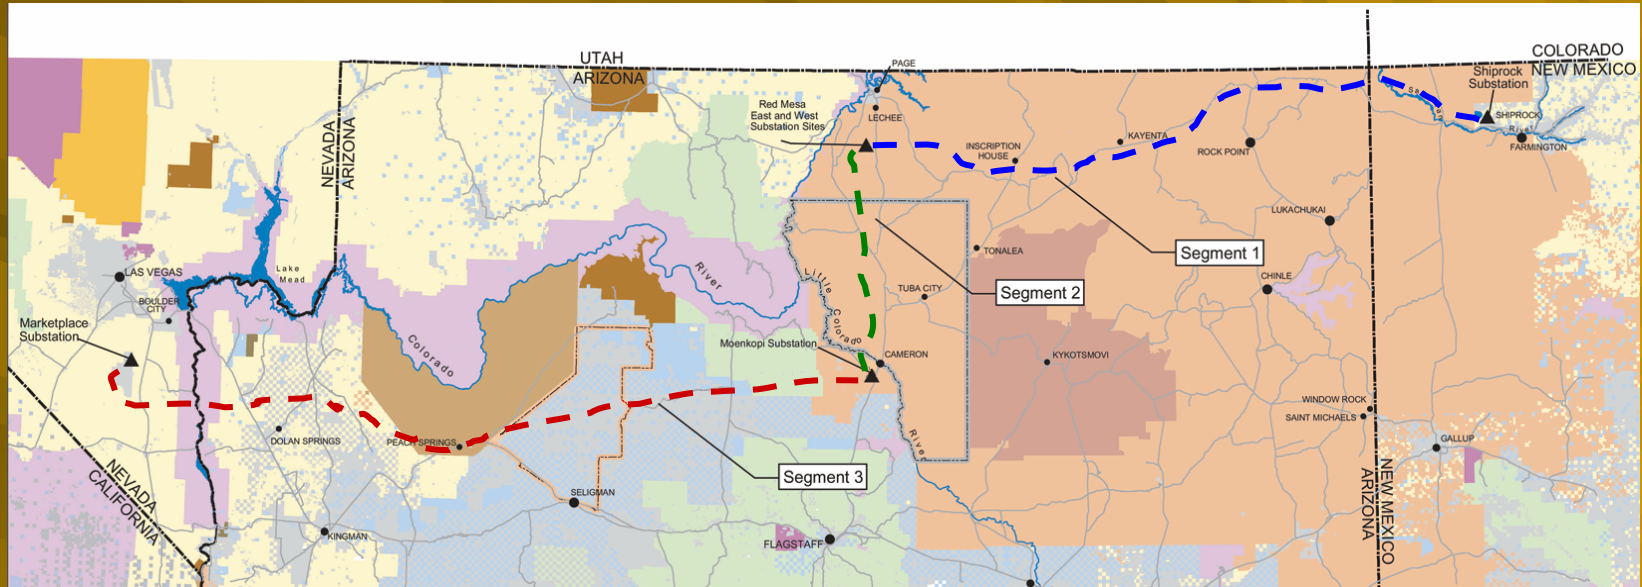 UTAH
ARIZONA
COLORADO
NEW MEXICO
PAGE
Shiprock
Substation
Red Mesa
East and West
Substation Sites
LECHEE
SHIPROCK
River
FARMINGTON
NEVADA
ARIZONA
INSCRIPTION
HOUSE
KAYENTA
ROCK POINT
LUKACHUKAI
Segment 1
TONALEA
LAS VEGAS
Lake
Mead
River
Little
Colorado
CHINLE
TUBA CITY
Segment 2
BOULDER
CITY
Marketplace
Substation
Colorado
Moenkopi Substation
CAMERON
KYKOTSMOVI
WINDOW ROCK
SAINT MICHAELS
DOLAN SPRINGS
PEACH SPRINGS
River
GALLUP
Segment 3
NEVADA
CALIFORNIA
SELIGMAN
ARIZONA
NEW MEXICO
KINGMAN
FLAGSTAFF